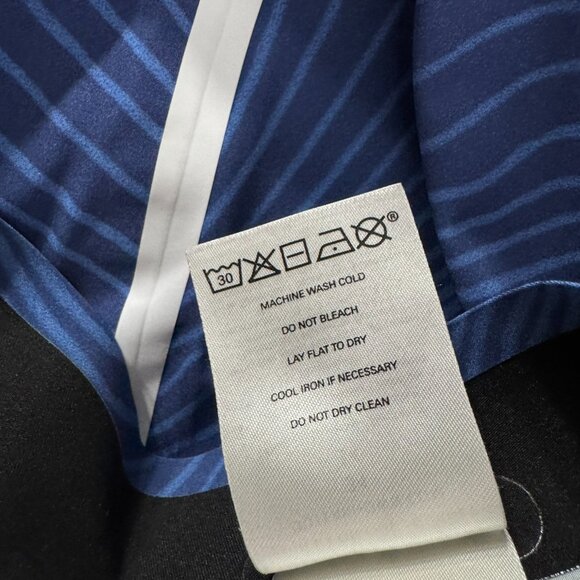 30 ®
MACHINE WASH COLD
DO NOT BLEACH
LAY FLAT TO DRY
COOL IRON IF NECESSARY
DO NOT DRY CLEAN